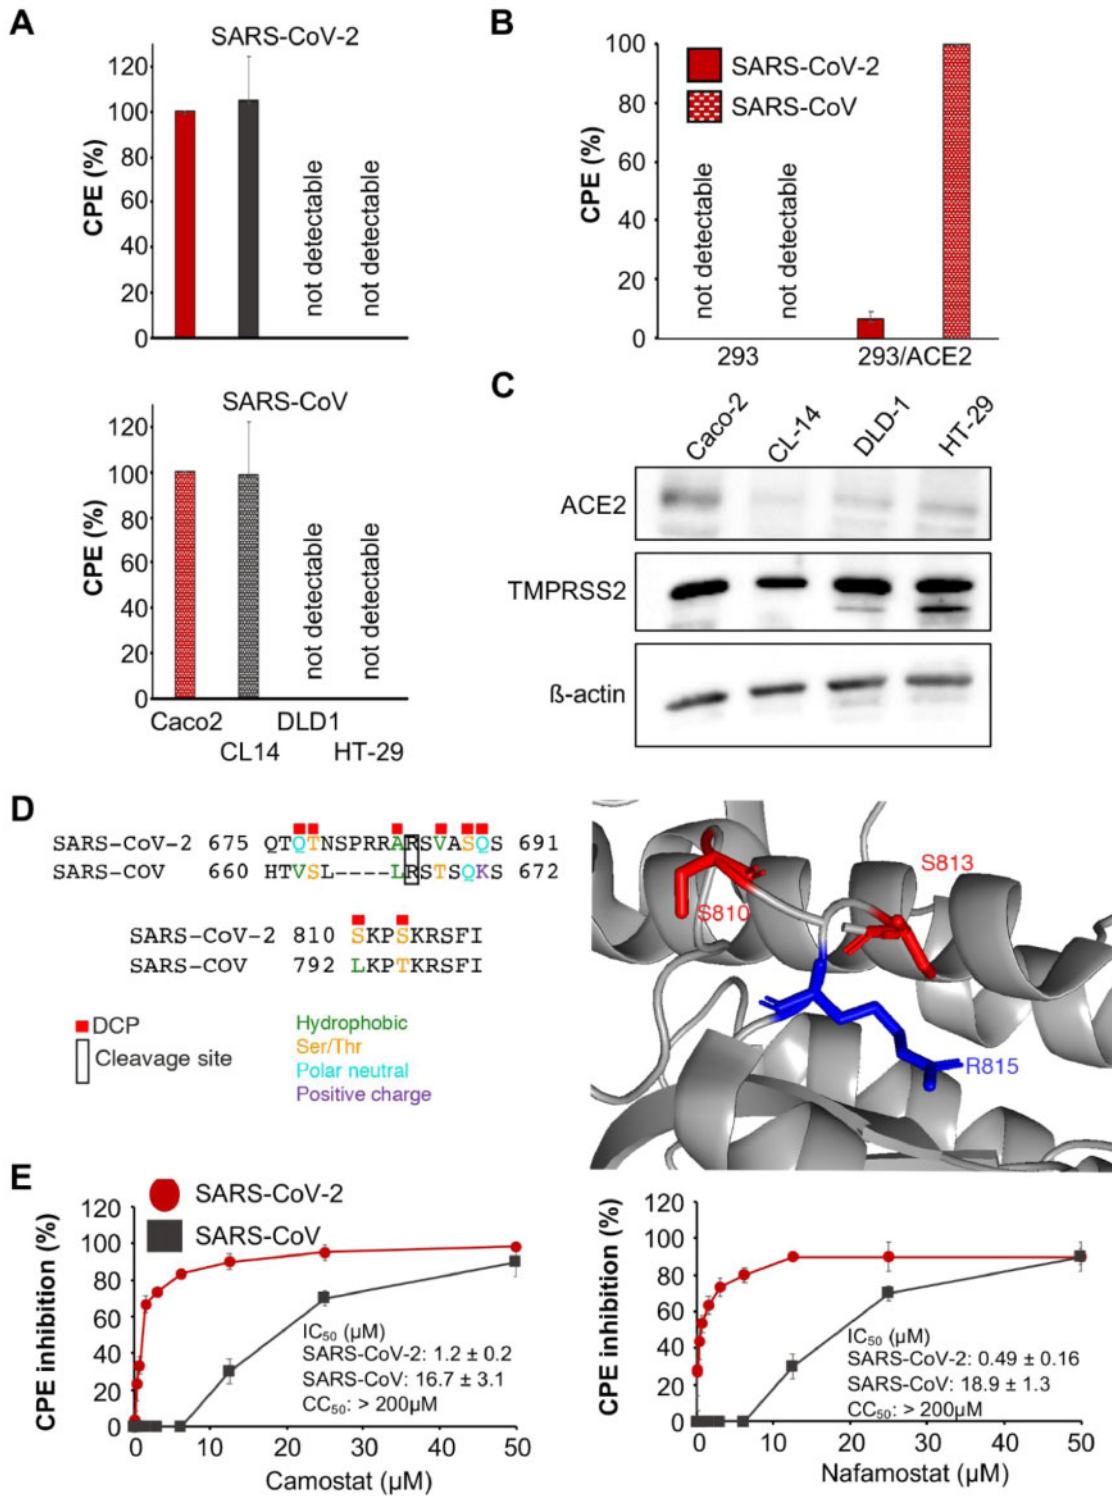 A
SARS-CoV-2
CPE (%)
120
100
80
60
40
20
0
not detectable
not detectable
SARS-CoV
CPE (%)
120
100
80
60
40
20
0
not detectable
not detectable
Caco2
DLD1
CL14
HT-29
B
CPE (%)
100
80
60
40
20
0
SARS-CoV-2
SARS-CoV
not detectable
not detectable
293
293/ACE2
C
Caco-2
CL-14
DLD-1
HT-29
ACE2
TMPRSS2
ß-actin
D
SARS-CoV-2 675 QTQTNSPRRARSVASQS 691
SARS-COV 660 HTVSL----LRSTSQKS 672
SARS-CoV-2 810 SKPSKRSFI
SARS-COV 792 LKPTKRSFI
DCP
Cleavage site
Hydrophobic
Ser/Thr
Polar neutral
Positive charge
S810
S813
R815
E
SARS-CoV-2
SARS-CoV
CPE inhibition (%)
120
100
80
60
40
20
0
IC50 (µM)
SARS-CoV-2: 1.2 ± 0.2
SARS-CoV: 16.7 ± 3.1
CC50: > 200µM
0 10 20 30 40 50
Camostat (µM)
CPE inhibition (%)
120
100
80
60
40
20
0
IC50 (µM)
SARS-CoV-2: 0.49 ± 0.16
SARS-CoV: 18.9 ± 1.3
CC50: > 200µM
0 10 20 30 40 50
Nafamostat (µM)